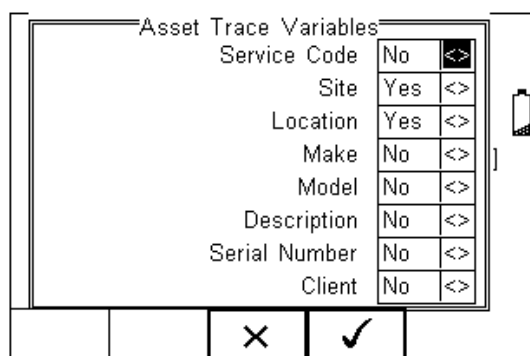 Asset Trace Variables
Service Code No <>
Site Yes <>
Location Yes <>
Make No <>
]
Model No <>
Description No <>
Serial Number No <>
Client No <>
✕ ✓